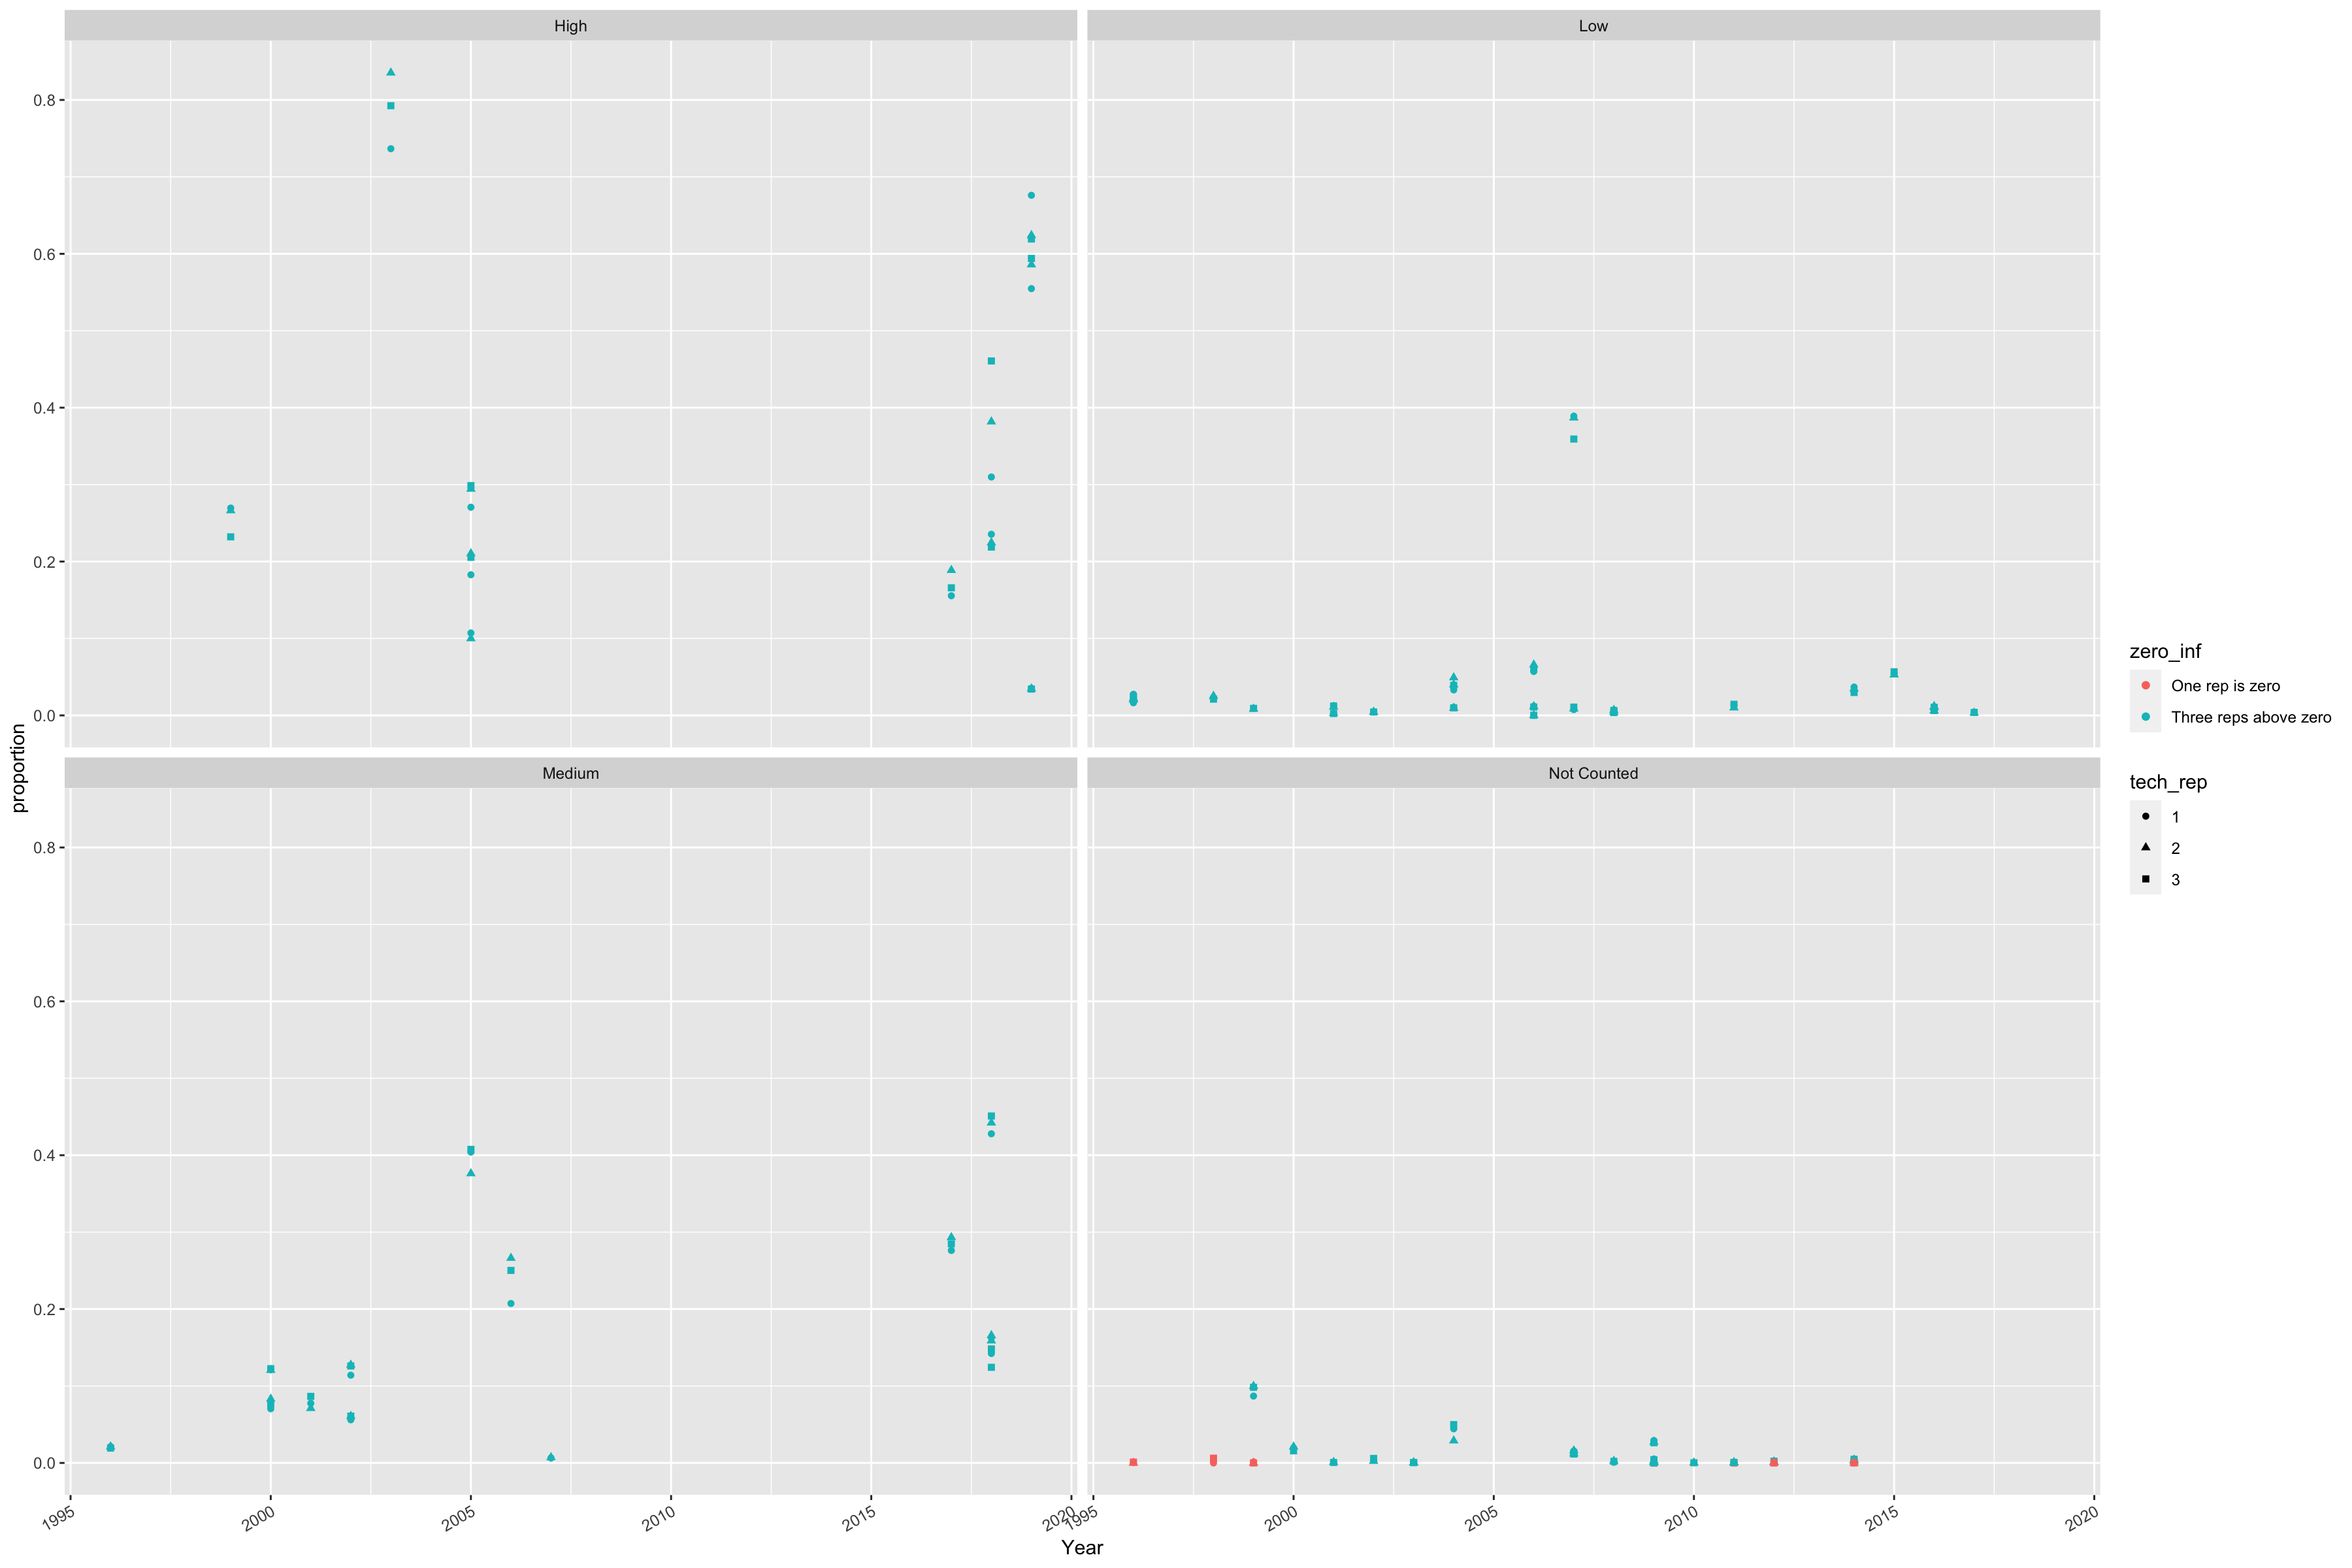 High
Low
0.8
0.6
0.4
0.2
0.0
Medium
Not Counted
0.8
0.6
0.4
0.2
0.0
proportion
1995
2000
2005
2010
2015
2020
1995
2000
2005
2010
2015
2020
Year
zero_inf
One rep is zero
Three reps above zero
tech_rep
1
2
3